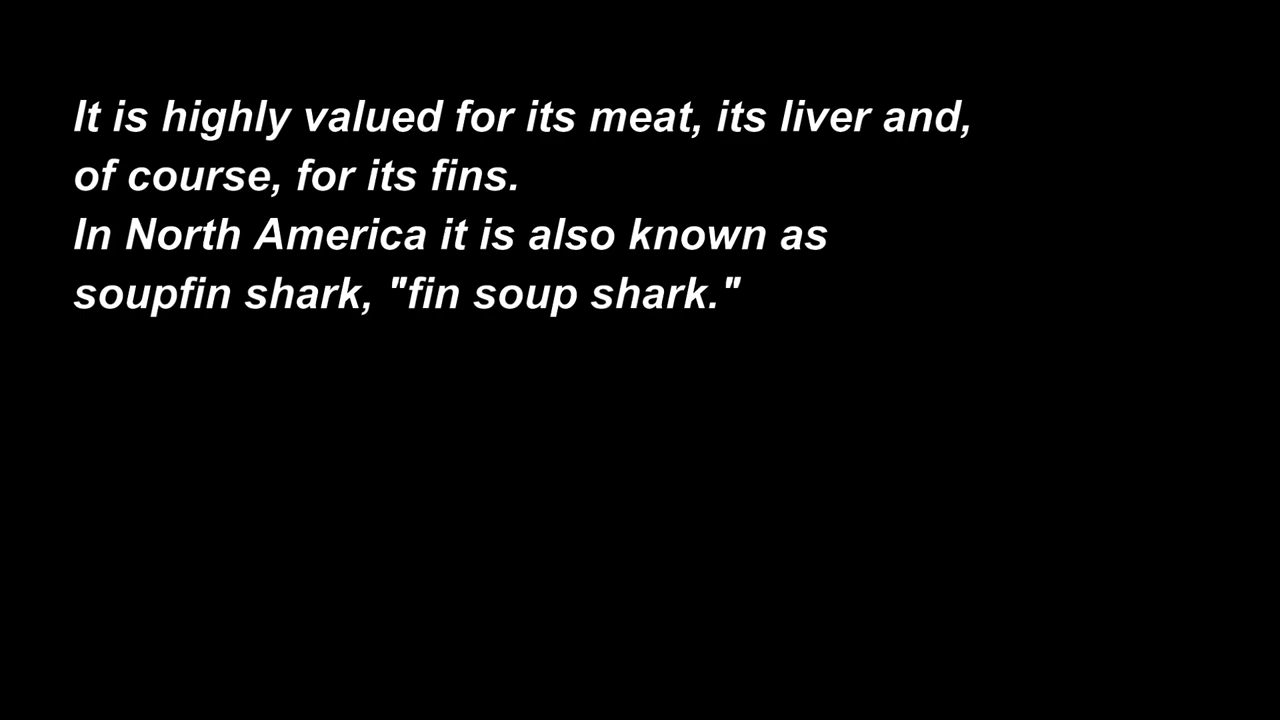 It is highly valued for its meat, its liver and,
of course, for its fins.
In North America it is also known as
soupfin shark, "fin soup shark."